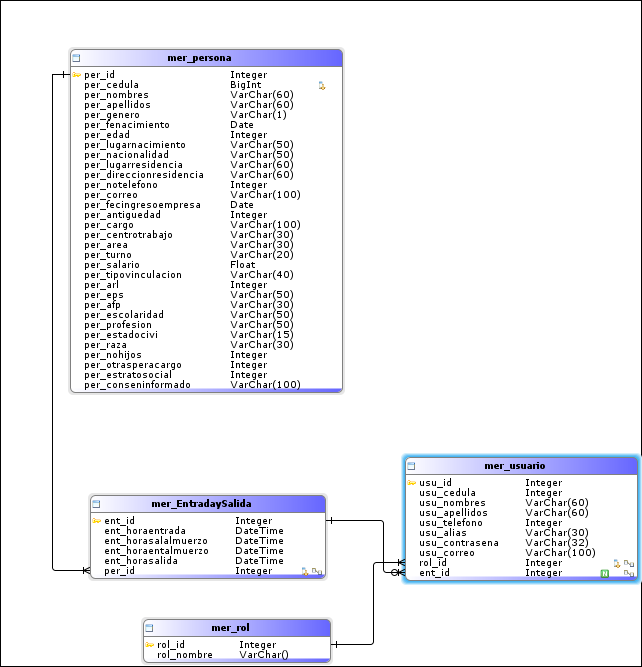 mer_persona
per_id Integer
per_cedula BigInt
per_nombres VarChar(60)
per_apellidos VarChar(60)
per_genero VarChar(1)
per_fenacimiento Date
per_edad Integer
per_lugarnacimiento VarChar(50)
per_nacionalidad VarChar(50)
per_lugarresidencia VarChar(60)
per_direccionresidencia VarChar(60)
per_notelefono Integer
per_correo VarChar(100)
per_fecingresoempresa Date
per_antiguedad Integer
per_cargo VarChar(100)
per_centrotrabajo VarChar(30)
per_area VarChar(30)
per_turno VarChar(20)
per_salario Float
per_tipovinculacion VarChar(40)
per_arl Integer
per_eps VarChar(50)
per_afp VarChar(30)
per_escolaridad VarChar(50)
per_profesion VarChar(50)
per_estadocivi VarChar(15)
per_raza VarChar(30)
per_nohijos Integer
per_otrasperacargo Integer
per_estratosocial Integer
per_conseninformado VarChar(100)
mer_usuario
usu_id Integer
usu_cedula Integer
usu_nombres VarChar(60)
usu_apellidos VarChar(60)
usu_telefono Integer
usu_alias VarChar(30)
usu_contrasena VarChar(32)
usu_correo VarChar(100)
rol_id Integer
ent_id Integer N
mer_EntradaySalida
ent_id Integer
ent_horaentrada DateTime
ent_horasalalmuerzo DateTime
ent_horaentalmuerzo DateTime
ent_horasalida DateTime
per_id Integer
mer_rol
rol_id Integer
rol_nombre VarChar()